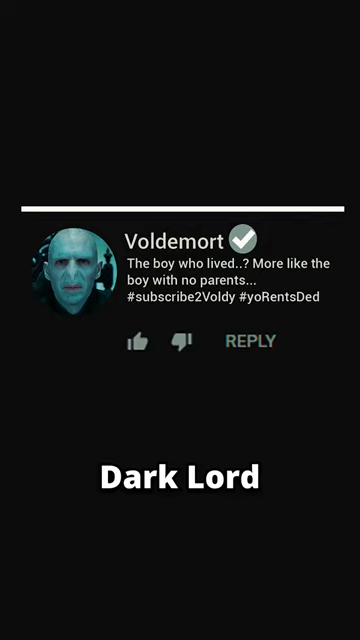 Voldemort
The boy who lived..? More like the
boy with no parents...
#subscribe2Voldy #yoRentsDed
REPLY
Dark Lord